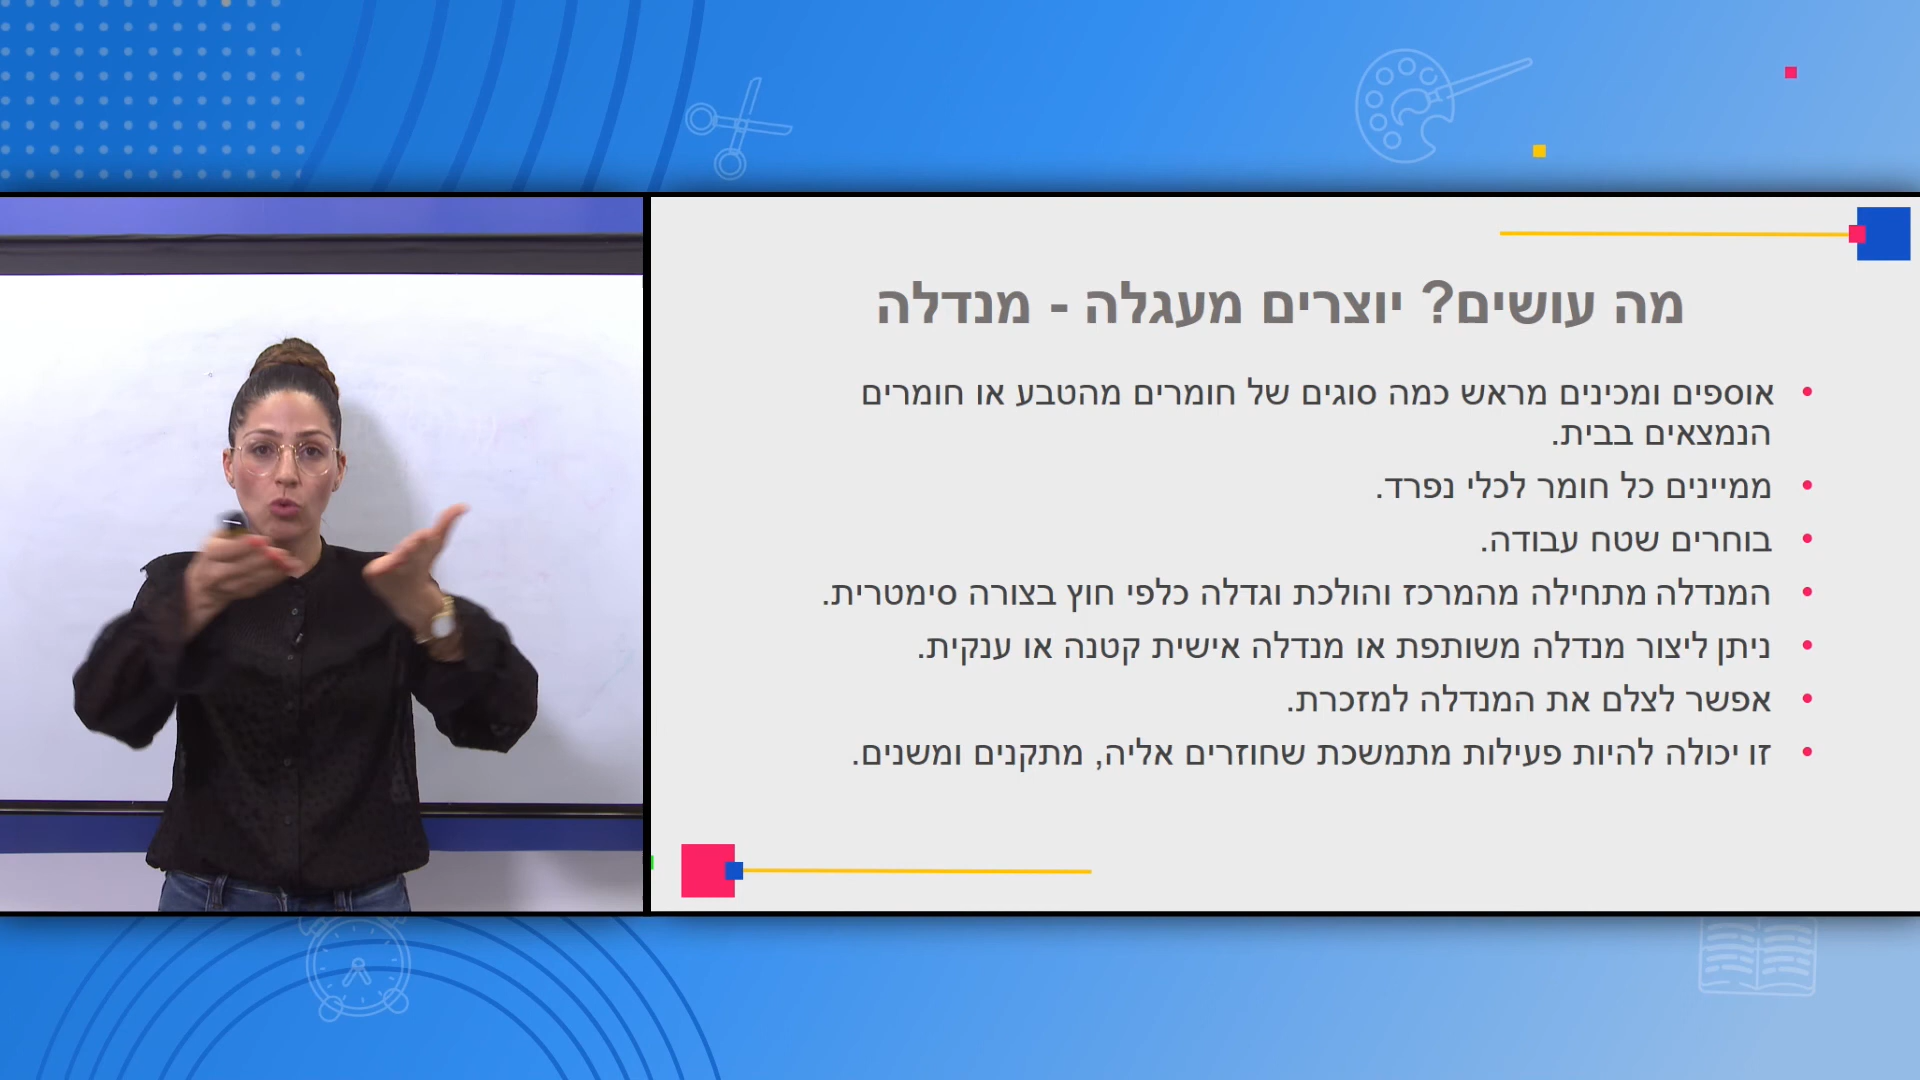 מה עושים? יוצרים מעגלה - מנדלה
• אוספים ומכינים מראש כמה סוגים של חומרים מהטבע או חומרים
הנמצאים בבית.
• ממיינים כל חומר לכלי נפרד.
• בוחרים שטח עבודה.
• המנדלה מתחילה מהמרכז והולכת וגדלה כלפי חוץ בצורה סימטרית.
• ניתן ליצור מנדלה משותפת או מנדלה אישית קטנה או ענקית.
• אפשר לצלם את המנדלה למזכרת.
• זו יכולה להיות פעילות מתמשכת שחוזרים אליה, מתקנים ומשנים.